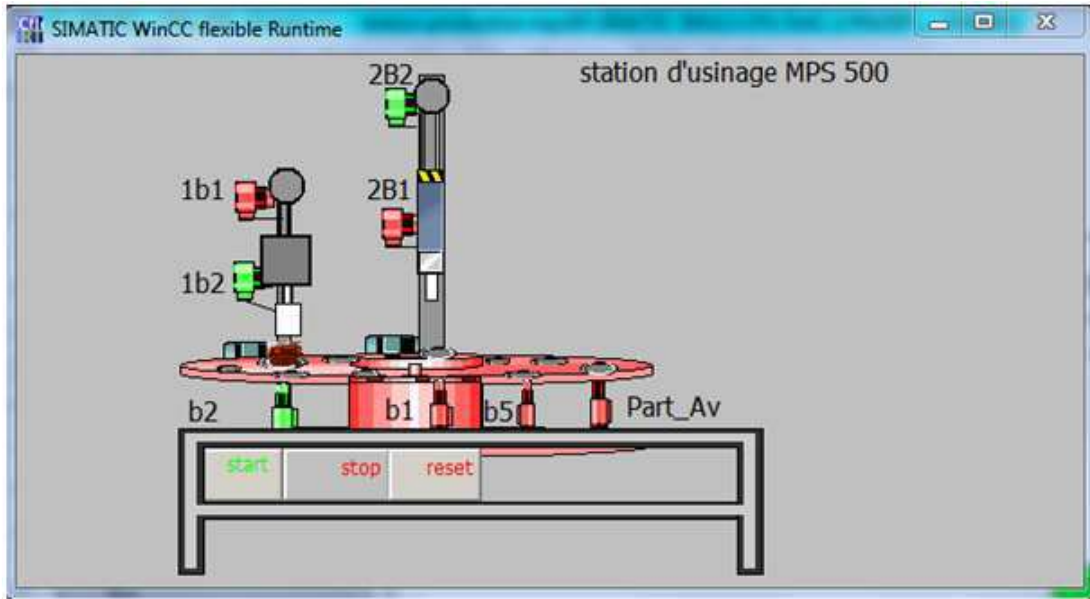 SIMATIC WinCC flexible Runtime
station d'usinage MPS 500
2B2
1b1
2B1
1b2
b2
b1
b5
Part_Av
start
stop
reset